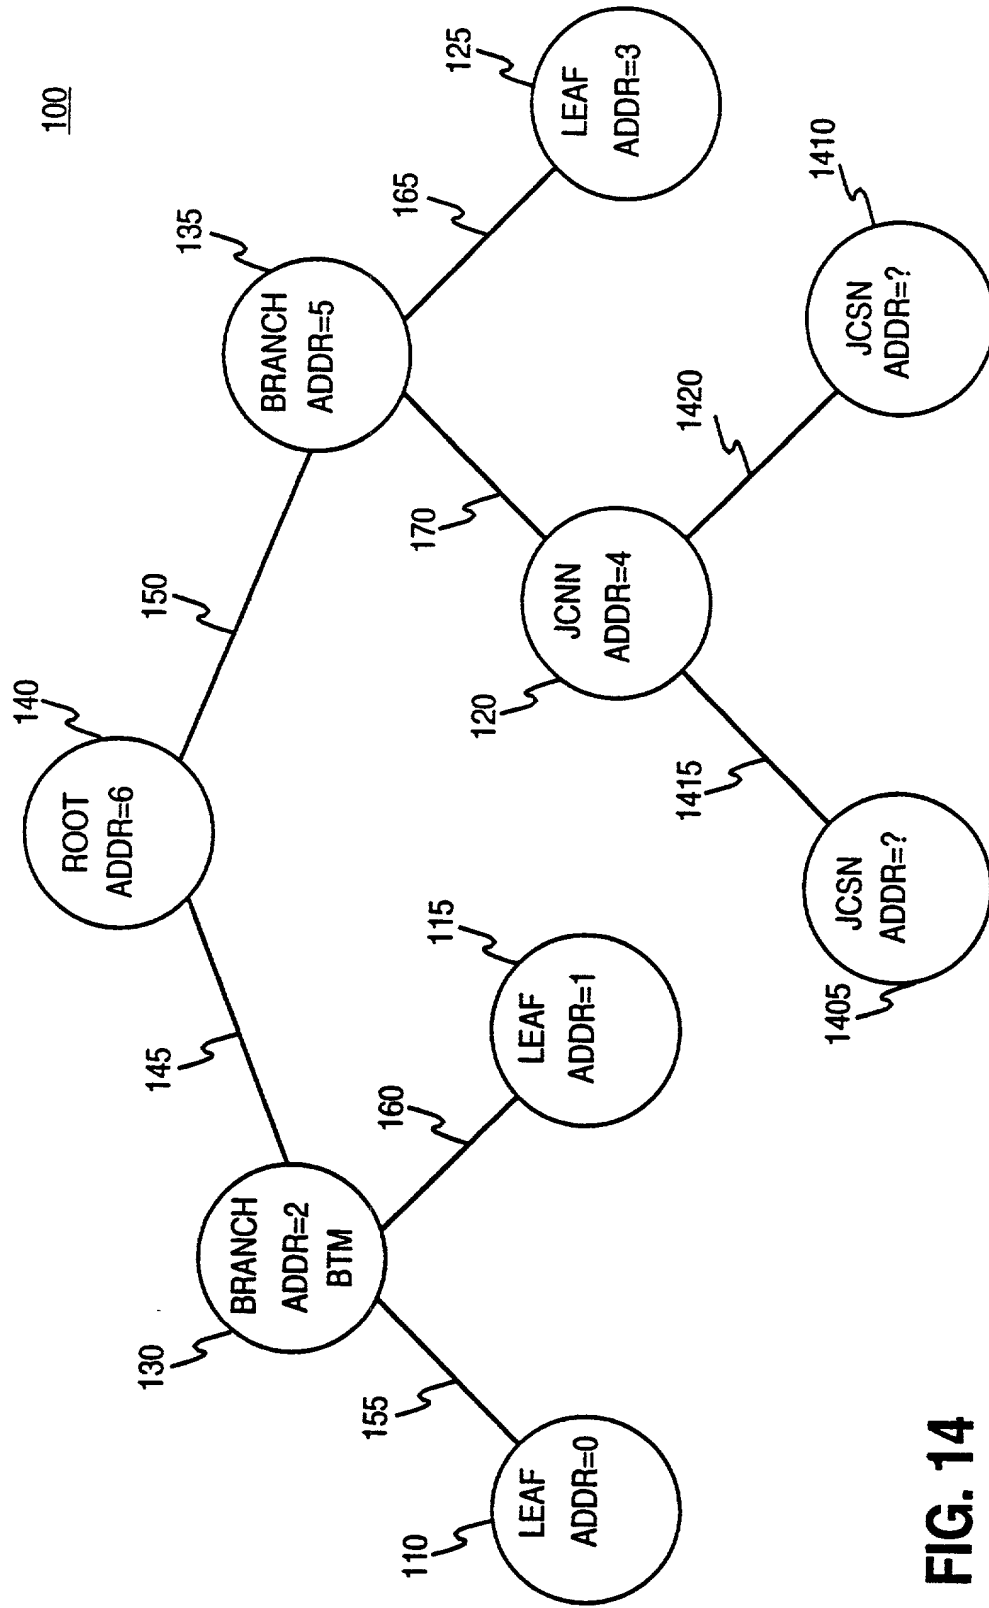 100
140
ROOT
ADDR=6
145
150
130
BRANCH
ADDR=2
BTM
135
BRANCH
ADDR=5
155
160
170
165
110
LEAF
ADDR=0
115
LEAF
ADDR=1
120
JCNN
ADDR=4
125
LEAF
ADDR=3
1415
1420
1405
JCSN
ADDR=?
1410
JCSN
ADDR=?
FIG. 14